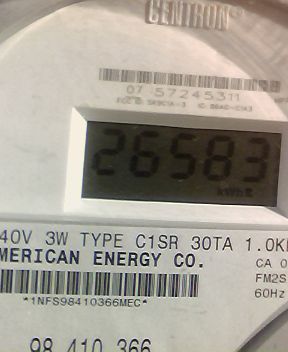 CENTRON®
07 57245311
26583
kWh
40V 3W TYPE C1SR 30TA 1.0K
MERICAN ENERGY CO.
CA 0
FM2S
60Hz
*1NFS98410366MEC*
98 410 366